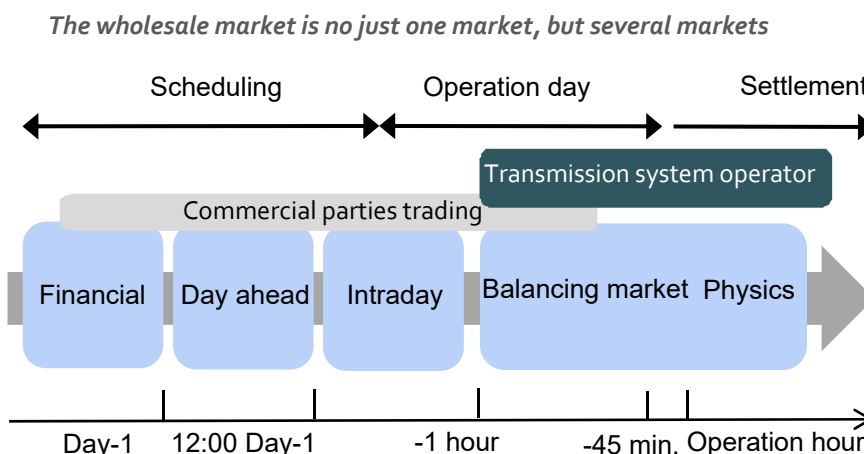 The wholesale market is no just one market, but several markets
Scheduling
Operation day
Settlement
Transmission system operator
Commercial parties trading
Financial
Day ahead
Intraday
Balancing market
Physics
Day-1
12:00 Day-1
-1 hour
-45 min.
Operation hour